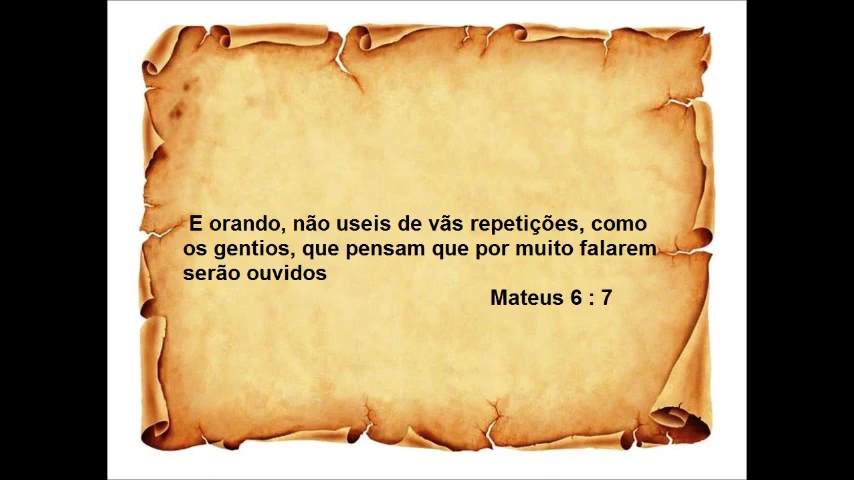 E orando, não useis de vãs repetições, como
os gentios, que pensam que por muito falarem
serão ouvidos
Mateus 6 : 7